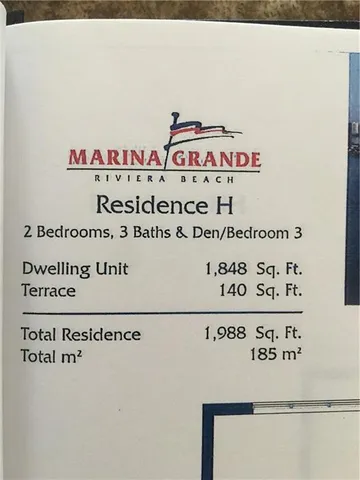 MARINA GRANDE
RIVIERA BEACH
Residence H
2 Bedrooms, 3 Baths & Den/Bedroom 3
Dwelling Unit 1,848 Sq. Ft.
Terrace 140 Sq. Ft.
Total Residence 1,988 Sq. Ft.
Total m² 185 m²